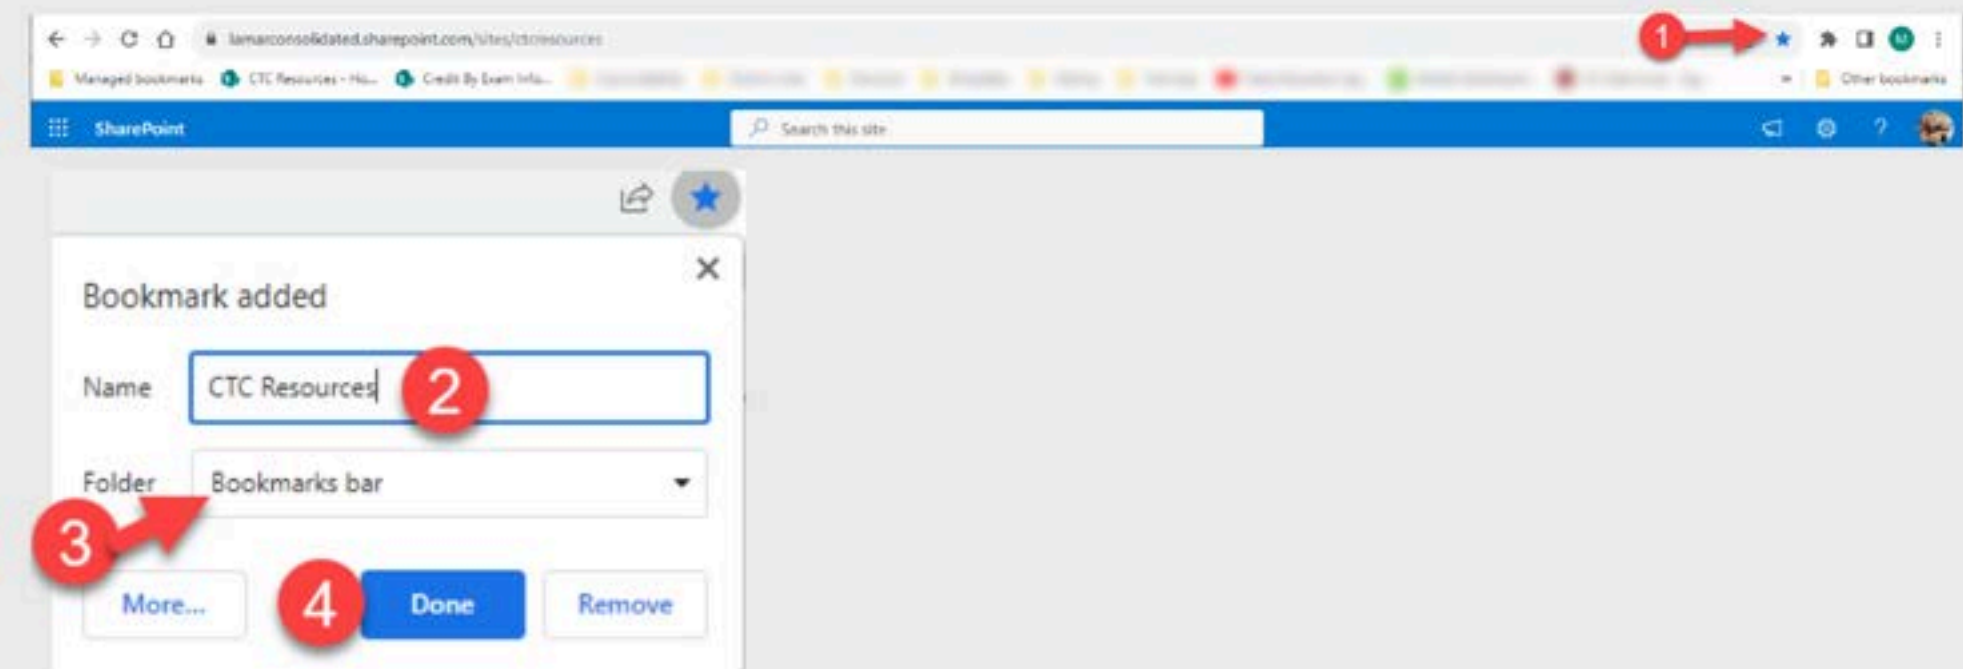 lamarconsolidated.sharepoint.com/sites/ctcresources
1
M
Managed bookmarks CTC Resources - Ho... Credit By Exam Info... Other bookmarks
SharePoint
Search this site
?
Bookmark added
Name CTC Resources 2
Folder Bookmarks bar
3
More... 4 Done Remove